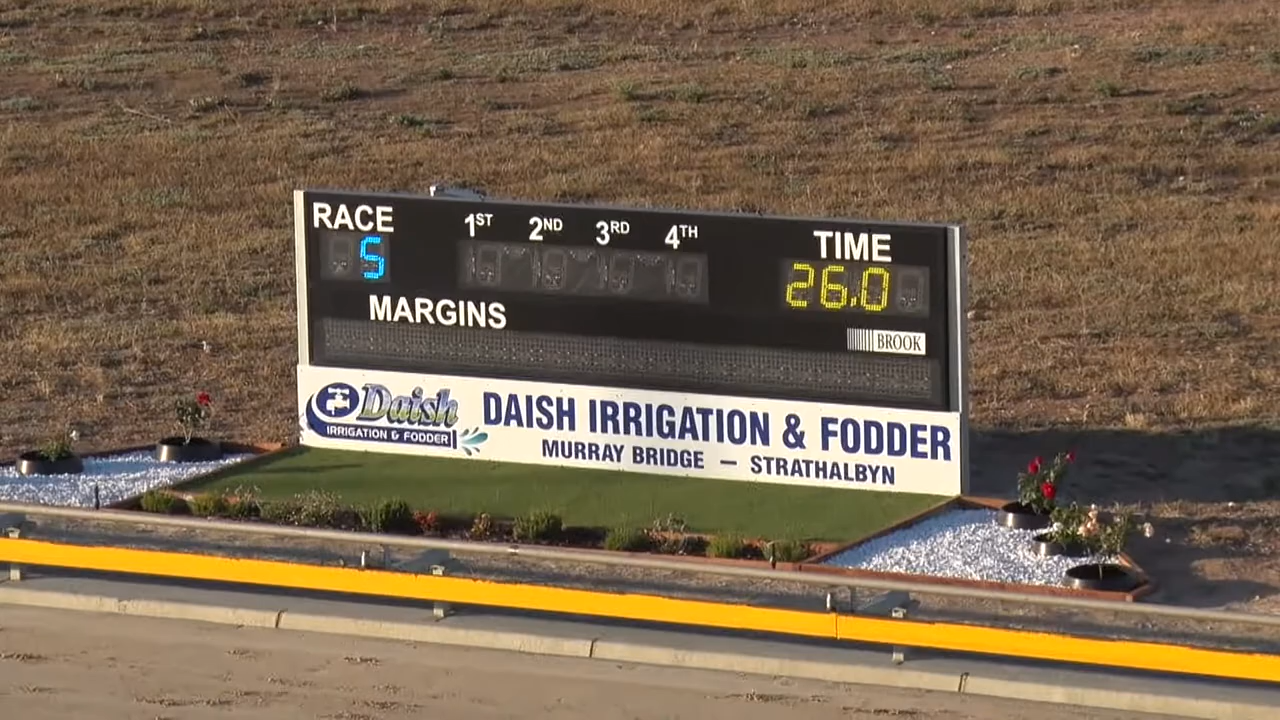 RACE 1ST 2ND 3RD 4TH TIME
5 26.0
MARGINS
BROOK
Daish
IRRIGATION & FODDER
DAISH IRRIGATION & FODDER
MURRAY BRIDGE — STRATHALBYN